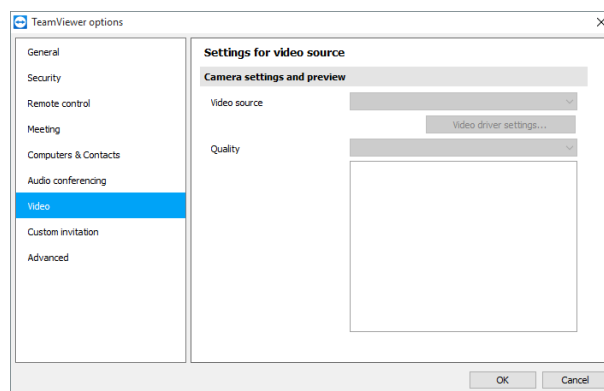 TeamViewer options
General
Security
Remote control
Meeting
Computers & Contacts
Audio conferencing
Video
Custom invitation
Advanced
Settings for video source
Camera settings and preview
Video source
Video driver settings...
Quality
OK
Cancel